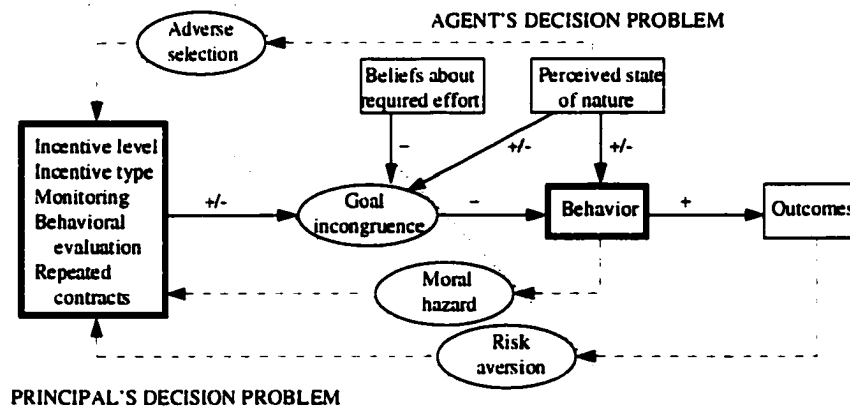 AGENT'S DECISION PROBLEM
Adverse
selection
Beliefs about
required effort
Perceived state
of nature
−
+/-
+/-
Incentive level
Incentive type
Monitoring
Behavioral
evaluation
Repeated
contracts
+/-
Goal
incongruence
−
Behavior
+
Outcomes
Moral
hazard
Risk
aversion
PRINCIPAL'S DECISION PROBLEM